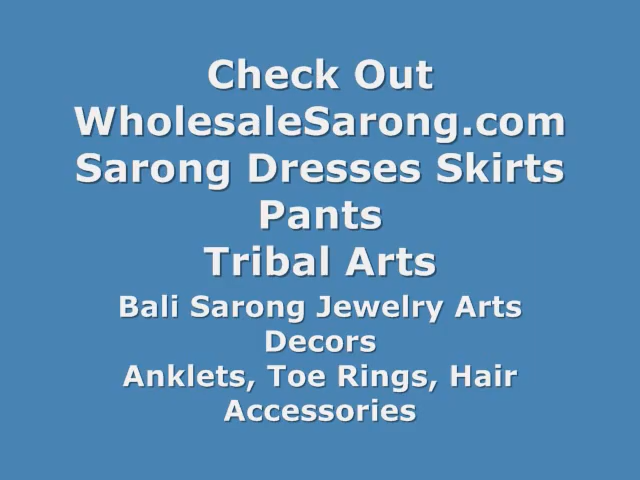 Check Out
WholesaleSarong.com
Sarong Dresses Skirts
Pants
Tribal Arts
Bali Sarong Jewelry Arts
Decors
Anklets, Toe Rings, Hair
Accessories